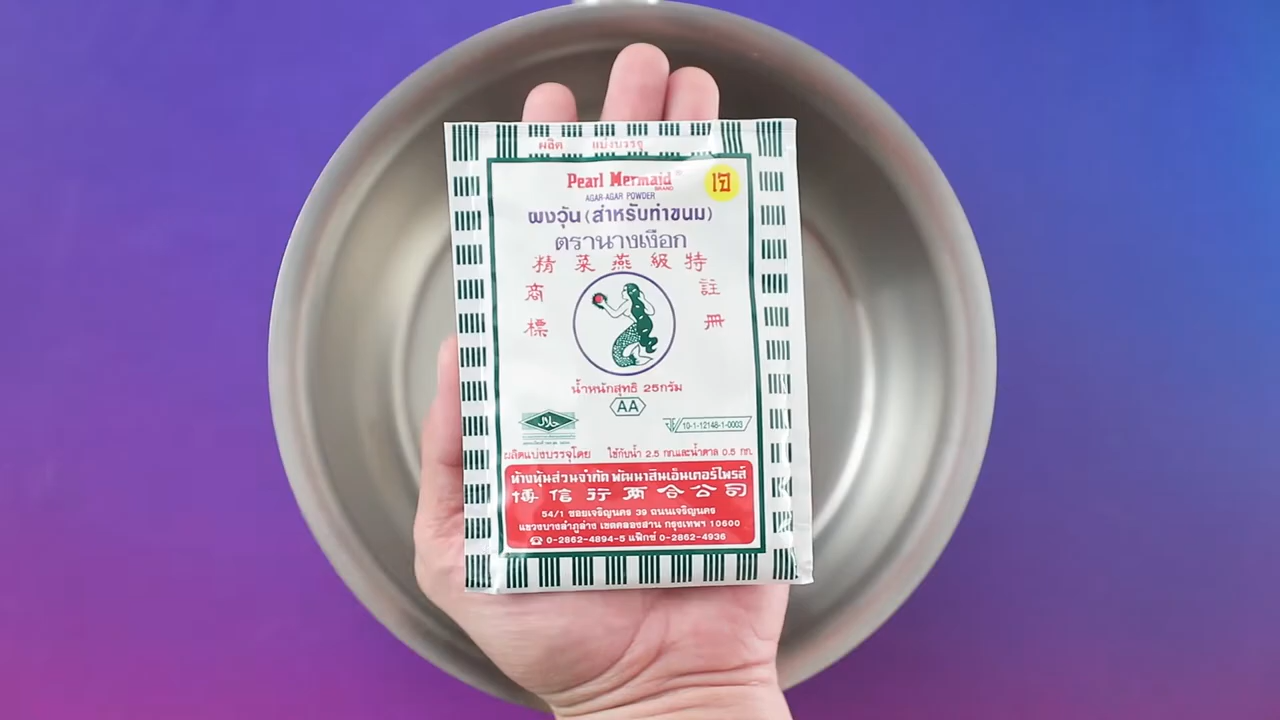 ผลิต แบ่งบรรจุ
Pearl Mermaid ®
BRAND
เจ
AGAR-AGAR POWDER
ผงวุ้น (สำหรับทำขนม)
ตรานางเงือก
精菜燕級特
商標
註冊
น้ำหนักสุทธิ 25กรัม
AA
حلال
10-1-12148-1-0003
ผลิตแบ่งบรรจุโดย ใช้กับน้ำ 2.5 กก.และน้ำตาล 0.5 กก.
ห้างหุ้นส่วนจำกัด พัฒนาสินเอ็นเตอร์ไพรส์
博信行兩合公司
54/1 ซอยเจริญนคร 39 ถนนเจริญนคร
แขวงบางลำภูล่าง เขตคลองสาน กรุงเทพฯ 10600
☎ 0-2862-4894-5 แฟ็กซ์ 0-2862-4936